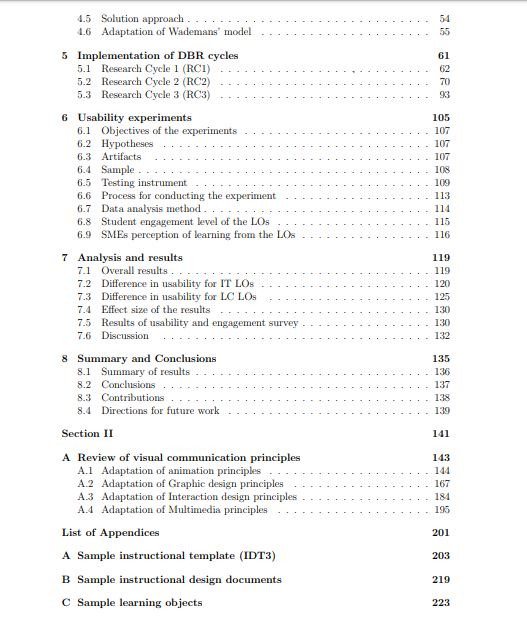 4.5 Solution approach . . . . . . . . . . . . . . . . . . . . . . . . . . . . . . 54
4.6 Adaptation of Wademans' model . . . . . . . . . . . . . . . . . . . . . . 55
5 Implementation of DBR cycles 61
5.1 Research Cycle 1 (RC1) . . . . . . . . . . . . . . . . . . . . . . . . . . 62
5.2 Research Cycle 2 (RC2) . . . . . . . . . . . . . . . . . . . . . . . . . . 70
5.3 Research Cycle 3 (RC3) . . . . . . . . . . . . . . . . . . . . . . . . . . 93
6 Usability experiments 105
6.1 Objectives of the experiments . . . . . . . . . . . . . . . . . . . . . . . 107
6.2 Hypotheses . . . . . . . . . . . . . . . . . . . . . . . . . . . . . . . . . 107
6.3 Artifacts . . . . . . . . . . . . . . . . . . . . . . . . . . . . . . . . . . 107
6.4 Sample . . . . . . . . . . . . . . . . . . . . . . . . . . . . . . . . . . . 108
6.5 Testing instrument . . . . . . . . . . . . . . . . . . . . . . . . . . . . . 109
6.6 Process for conducting the experiment . . . . . . . . . . . . . . . . . . 113
6.7 Data analysis method . . . . . . . . . . . . . . . . . . . . . . . . . . . . 114
6.8 Student engagement level of the LOs . . . . . . . . . . . . . . . . . . . 115
6.9 SMEs perception of learning from the LOs . . . . . . . . . . . . . . . . 116
7 Analysis and results 119
7.1 Overall results . . . . . . . . . . . . . . . . . . . . . . . . . . . . . . . . 119
7.2 Difference in usability for IT LOs . . . . . . . . . . . . . . . . . . . . . 120
7.3 Difference in usability for LC LOs . . . . . . . . . . . . . . . . . . . . . 125
7.4 Effect size of the results . . . . . . . . . . . . . . . . . . . . . . . . . . 130
7.5 Results of usability and engagement survey . . . . . . . . . . . . . . . . 130
7.6 Discussion . . . . . . . . . . . . . . . . . . . . . . . . . . . . . . . . . . 132
8 Summary and Conclusions 135
8.1 Summary of results . . . . . . . . . . . . . . . . . . . . . . . . . . . . . 136
8.2 Conclusions . . . . . . . . . . . . . . . . . . . . . . . . . . . . . . . . . 137
8.3 Contributions . . . . . . . . . . . . . . . . . . . . . . . . . . . . . . . . 138
8.4 Directions for future work . . . . . . . . . . . . . . . . . . . . . . . . . 139
Section II 141
A Review of visual communication principles 143
A.1 Adaptation of animation principles . . . . . . . . . . . . . . . . . . . . 144
A.2 Adaptation of Graphic design principles . . . . . . . . . . . . . . . . . 167
A.3 Adaptation of Interaction design principles . . . . . . . . . . . . . . . . 184
A.4 Adaptation of Multimedia principles . . . . . . . . . . . . . . . . . . . 195
List of Appendices 201
A Sample instructional template (IDT3) 203
B Sample instructional design documents 219
C Sample learning objects 223